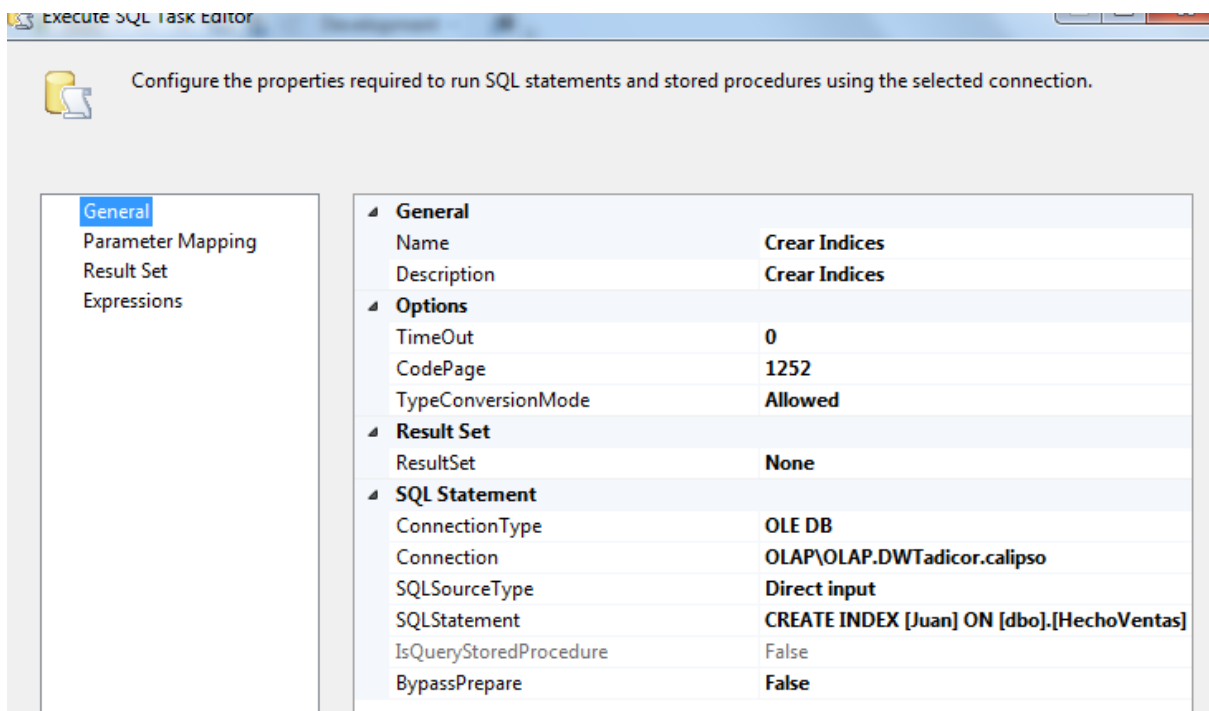 Execute SQL Task Editor
Configure the properties required to run SQL statements and stored procedures using the selected connection.
General
Parameter Mapping
Result Set
Expressions
General
Name Crear Indices
Description Crear Indices
Options
TimeOut 0
CodePage 1252
TypeConversionMode Allowed
Result Set
ResultSet None
SQL Statement
ConnectionType OLE DB
Connection OLAP\OLAP.DWTadicor.calipso
SQLSourceType Direct input
SQLStatement CREATE INDEX [Juan] ON [dbo].[HechoVentas]
IsQueryStoredProcedure False
BypassPrepare False